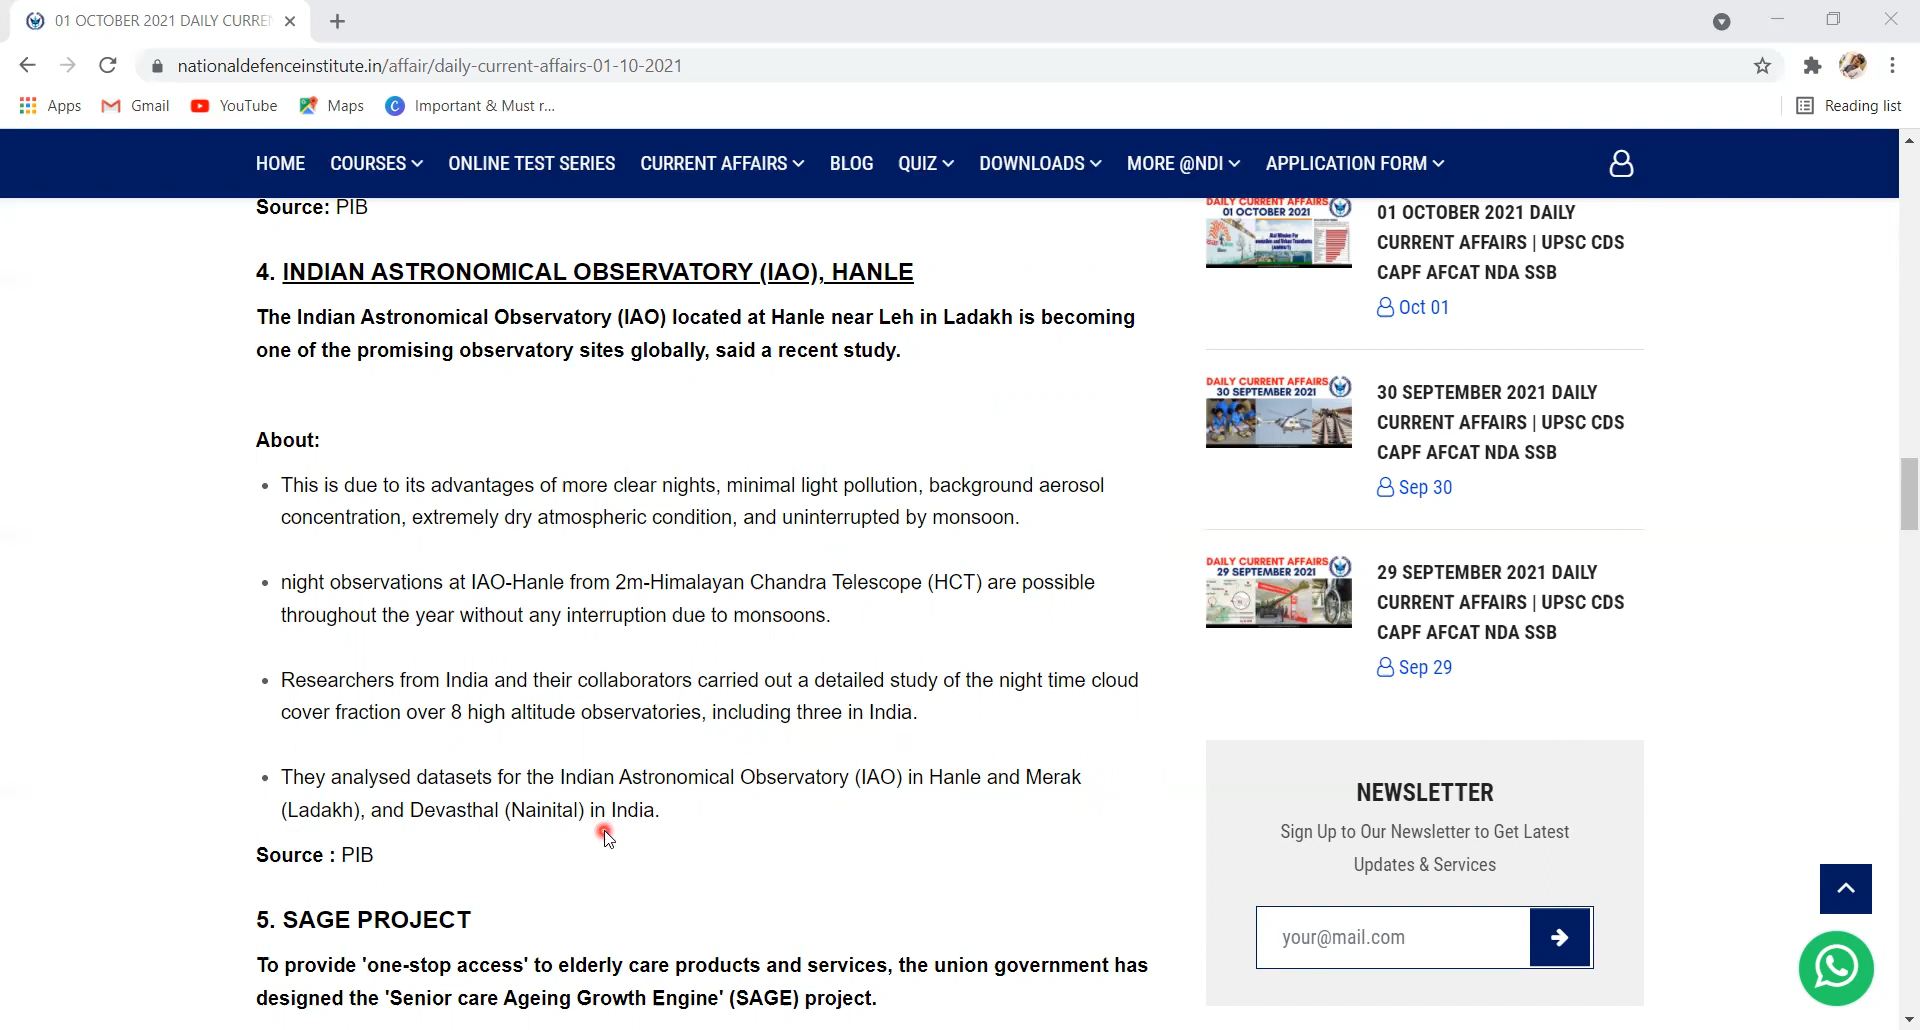 01 OCTOBER 2021 DAILY CURRE
nationaldefenceinstitute.in/affair/daily-current-affairs-01-10-2021
Apps
Gmail
YouTube
Maps
C
Important & Must r...
Reading list
HOME
COURSES
ONLINE TEST SERIES
CURRENT AFFAIRS
BLOG
QUIZ
DOWNLOADS
MORE @NDI
APPLICATION FORM
Source: PIB
4. INDIAN ASTRONOMICAL OBSERVATORY (IAO), HANLE
The Indian Astronomical Observatory (IAO) located at Hanle near Leh in Ladakh is becoming
one of the promising observatory sites globally, said a recent study.
About:
• This is due to its advantages of more clear nights, minimal light pollution, background aerosol
concentration, extremely dry atmospheric condition, and uninterrupted by monsoon.
• night observations at IAO-Hanle from 2m-Himalayan Chandra Telescope (HCT) are possible
throughout the year without any interruption due to monsoons.
• Researchers from India and their collaborators carried out a detailed study of the night time cloud
cover fraction over 8 high altitude observatories, including three in India.
• They analysed datasets for the Indian Astronomical Observatory (IAO) in Hanle and Merak
(Ladakh), and Devasthal (Nainital) in India.
Source : PIB
5. SAGE PROJECT
To provide 'one-stop access' to elderly care products and services, the union government has
designed the 'Senior care Ageing Growth Engine' (SAGE) project.
DAILY CURRENT AFFAIRS
01 OCTOBER 2021
01 OCTOBER 2021 DAILY
CURRENT AFFAIRS | UPSC CDS
CAPF AFCAT NDA SSB
Oct 01
DAILY CURRENT AFFAIRS
30 SEPTEMBER 2021
30 SEPTEMBER 2021 DAILY
CURRENT AFFAIRS | UPSC CDS
CAPF AFCAT NDA SSB
Sep 30
DAILY CURRENT AFFAIRS
29 SEPTEMBER 2021
29 SEPTEMBER 2021 DAILY
CURRENT AFFAIRS | UPSC CDS
CAPF AFCAT NDA SSB
Sep 29
NEWSLETTER
Sign Up to Our Newsletter to Get Latest
Updates & Services
your@mail.com